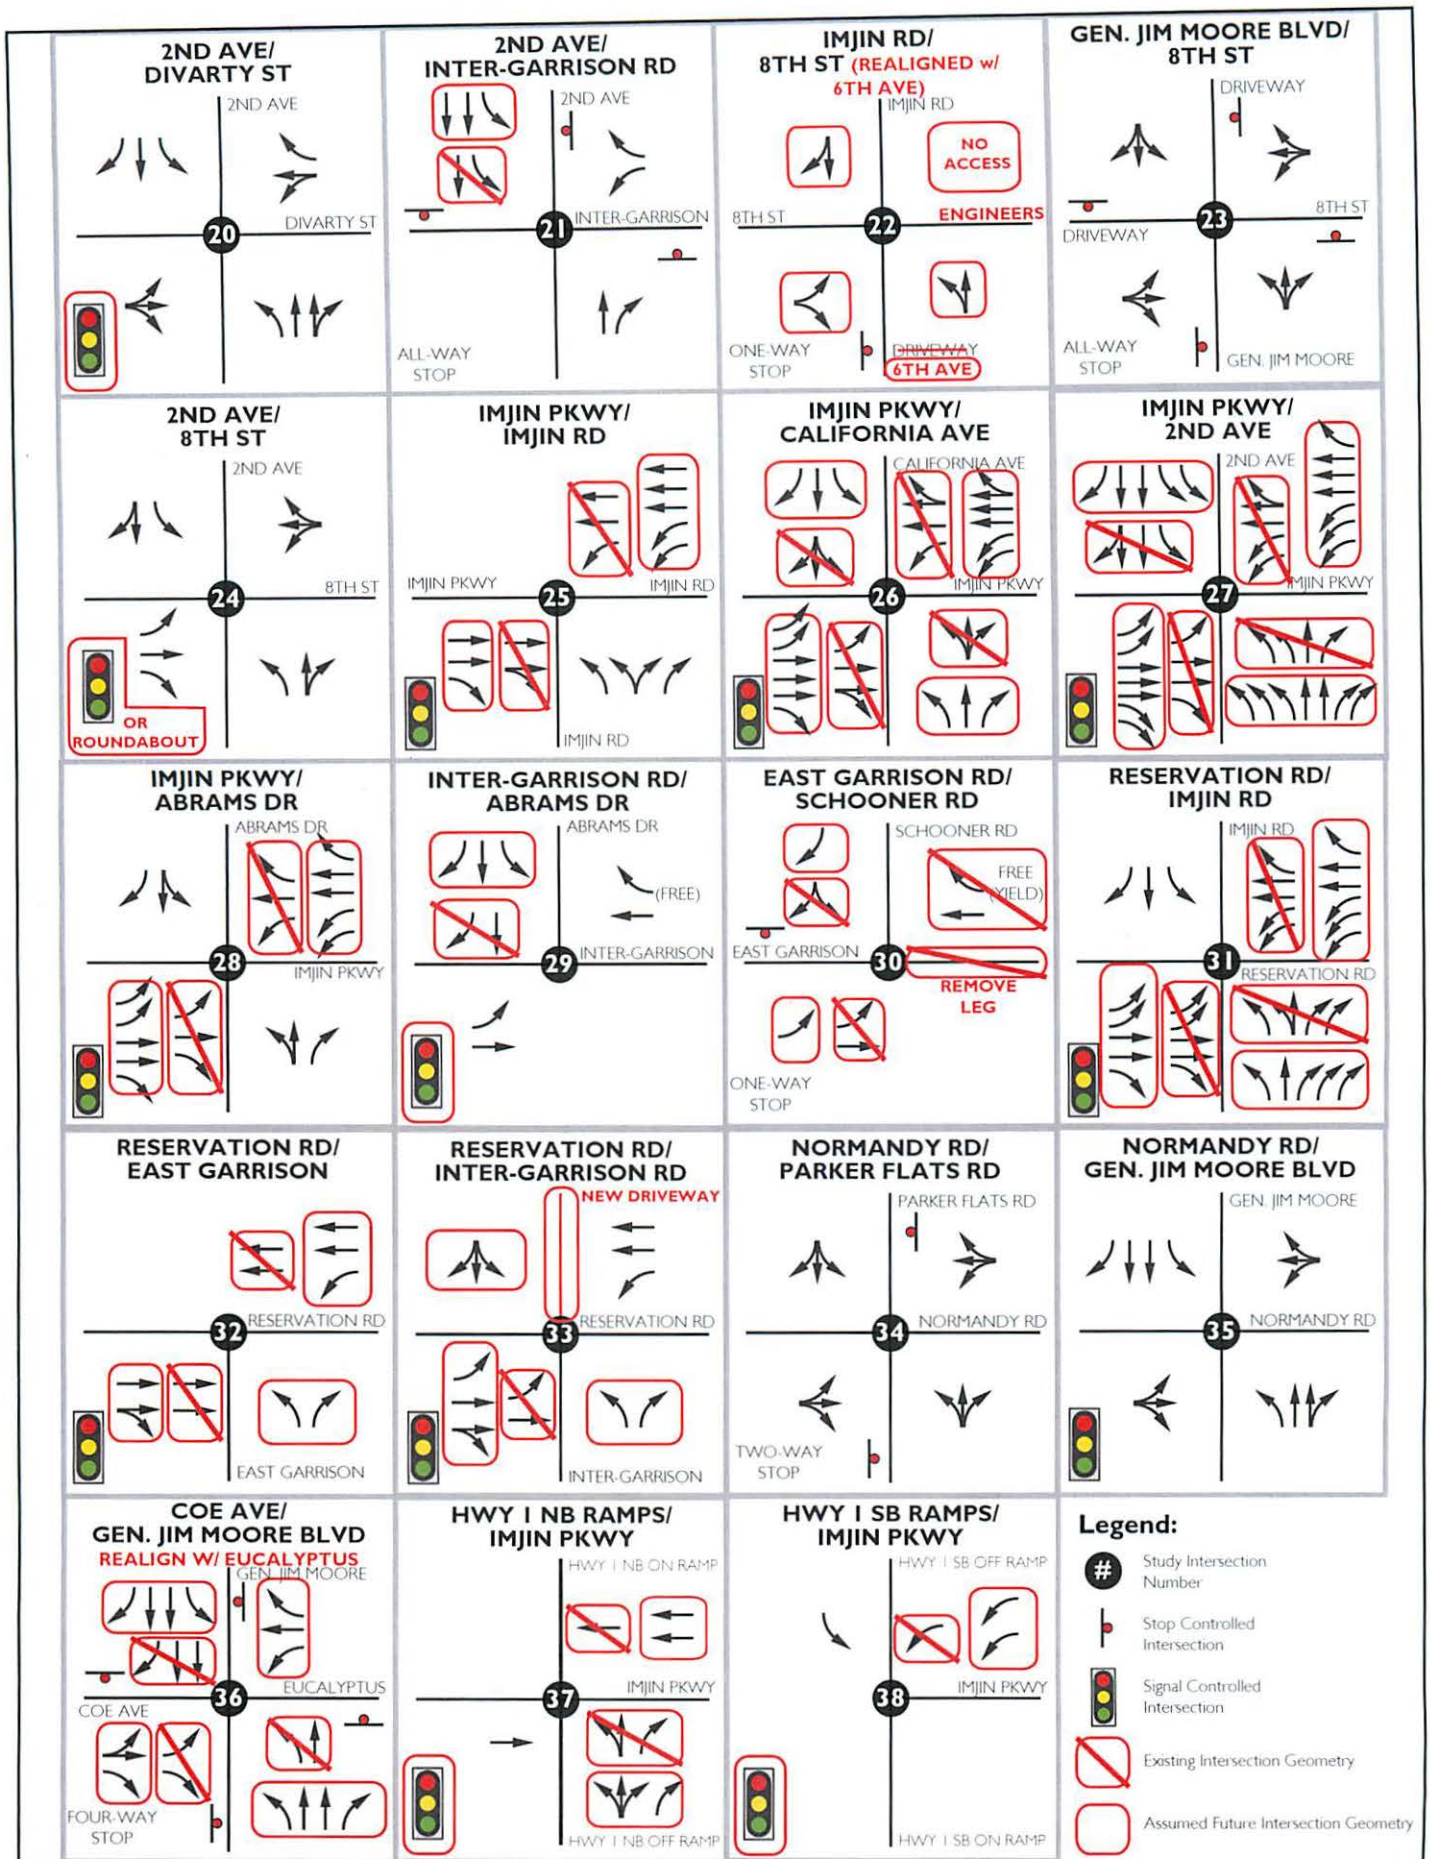 2ND AVE/
DIVARTY ST
2ND AVE
DIVARTY ST
20
2ND AVE/
INTER-GARRISON RD
2ND AVE
INTER-GARRISON
21
ALL-WAY
STOP
IMJIN RD/
8TH ST (REALIGNED w/
6TH AVE)
IMJIN RD
NO
ACCESS
8TH ST
ENGINEERS
22
ONE-WAY
STOP
DRIVEWAY
6TH AVE
GEN. JIM MOORE BLVD/
8TH ST
DRIVEWAY
8TH ST
DRIVEWAY
23
ALL-WAY
STOP
GEN. JIM MOORE
2ND AVE/
8TH ST
2ND AVE
8TH ST
24
OR
ROUNDABOUT
IMJIN PKWY/
IMJIN RD
IMJIN PKWY
IMJIN RD
25
IMJIN RD
IMJIN PKWY/
CALIFORNIA AVE
CALIFORNIA AVE
IMJIN PKWY
26
IMJIN PKWY/
2ND AVE
2ND AVE
IMJIN PKWY
27
IMJIN PKWY/
ABRAMS DR
ABRAMS DR
28
IMJIN PKWY
INTER-GARRISON RD/
ABRAMS DR
ABRAMS DR
(FREE)
INTER-GARRISON
29
EAST GARRISON RD/
SCHOONER RD
SCHOONER RD
FREE
(YIELD)
EAST GARRISON
30
REMOVE
LEG
ONE-WAY
STOP
RESERVATION RD/
IMJIN RD
IMJIN RD
31
RESERVATION RD
RESERVATION RD/
EAST GARRISON
RESERVATION RD
32
EAST GARRISON
RESERVATION RD/
INTER-GARRISON RD
NEW DRIVEWAY
RESERVATION RD
33
INTER-GARRISON
NORMANDY RD/
PARKER FLATS RD
PARKER FLATS RD
NORMANDY RD
34
TWO-WAY
STOP
NORMANDY RD/
GEN. JIM MOORE BLVD
GEN. JIM MOORE
NORMANDY RD
35
COE AVE/
GEN. JIM MOORE BLVD
REALIGN W/ EUCALYPTUS
GEN. JIM MOORE
EUCALYPTUS
36
COE AVE
FOUR-WAY
STOP
HWY 1 NB RAMPS/
IMJIN PKWY
HWY 1 NB ON RAMP
IMJIN PKWY
37
HWY 1 NB OFF RAMP
HWY 1 SB RAMPS/
IMJIN PKWY
HWY 1 SB OFF RAMP
IMJIN PKWY
38
HWY 1 SB ON RAMP
Legend:
#
Study Intersection
Number
Stop Controlled
Intersection
Signal Controlled
Intersection
Existing Intersection Geometry
Assumed Future Intersection Geometry